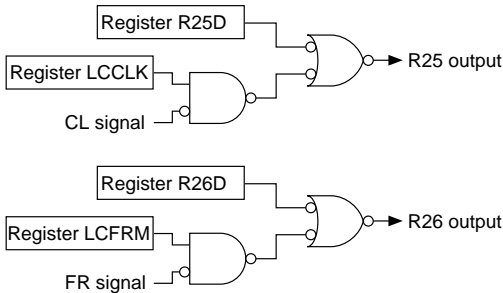 Register R25D
R25 output
Register LCCLK
CL signal
Register R26D
R26 output
Register LCFRM
FR signal